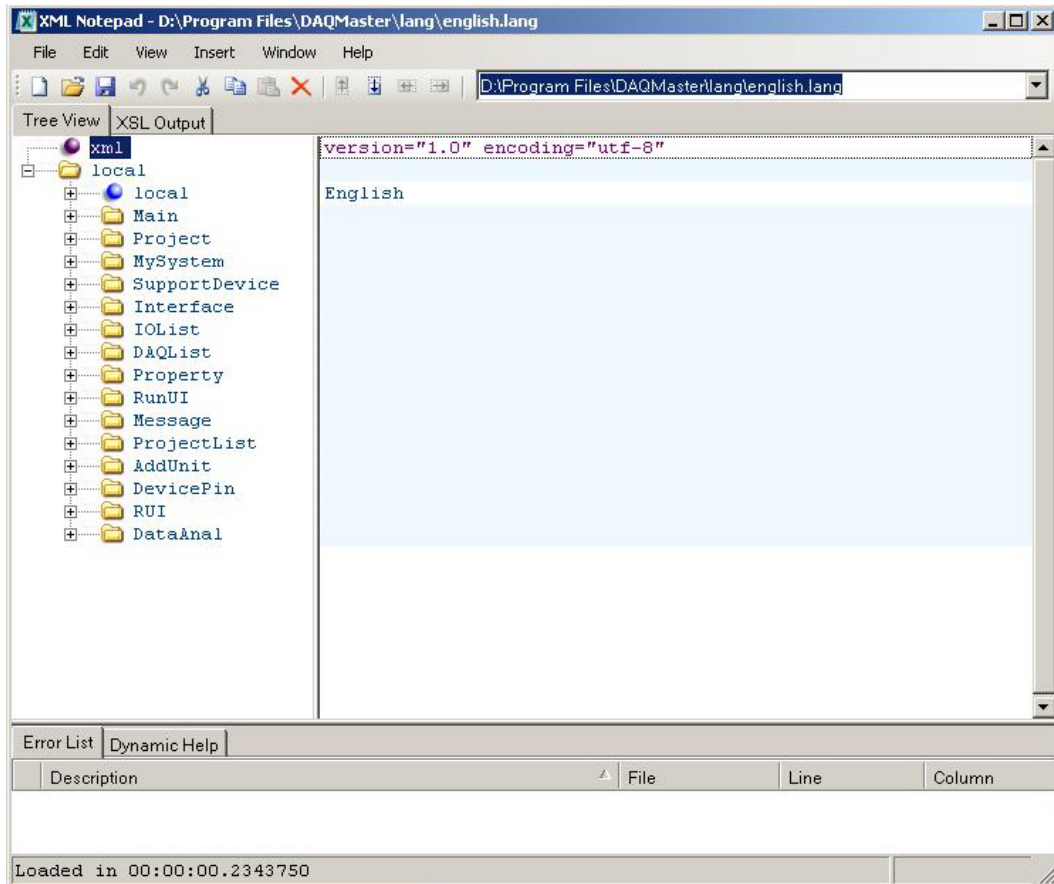 XML Notepad - D:\Program Files\DAQMaster\lang\english.lang
File Edit View Insert Window Help
D:\Program Files\DAQMaster\lang\english.lang
Tree View XSL Output
xml version="1.0" encoding="utf-8"
local
local English
Main
Project
MySystem
SupportDevice
Interface
IOList
DAQList
Property
RunUI
Message
ProjectList
AddUnit
DevicePin
RUI
DataAnal
Error List Dynamic Help
Description File Line Column
Loaded in 00:00:00.2343750